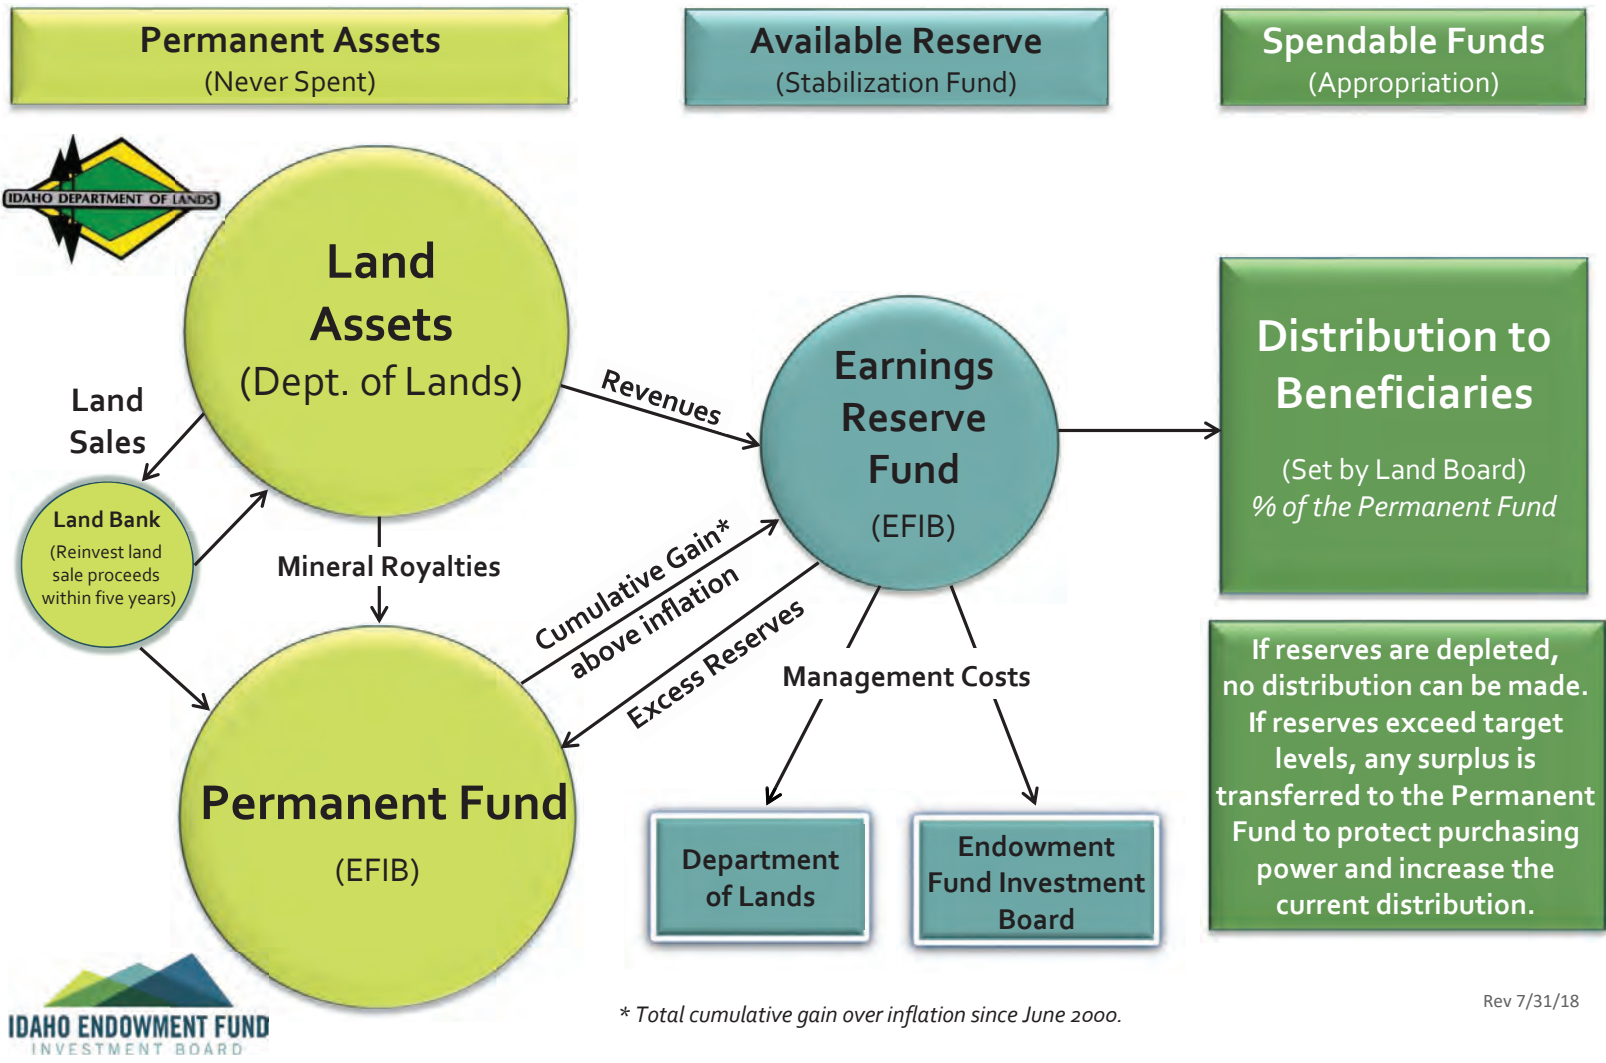 Permanent Assets
(Never Spent)
Available Reserve
(Stabilization Fund)
Spendable Funds
(Appropriation)
IDAHO DEPARTMENT OF LANDS
Land
Assets
(Dept. of Lands)
Land
Sales
Land Bank
(Reinvest land
sale proceeds
within five years)
Mineral Royalties
Revenues
Earnings
Reserve
Fund
(EFIB)
Distribution to
Beneficiaries
(Set by Land Board)
% of the Permanent Fund
Cumulative Gain*
above inflation
Excess Reserves
Management Costs
Permanent Fund
(EFIB)
Department
of Lands
Endowment
Fund Investment
Board
If reserves are depleted,
no distribution can be made.
If reserves exceed target
levels, any surplus is
transferred to the Permanent
Fund to protect purchasing
power and increase the
current distribution.
IDAHO ENDOWMENT FUND
INVESTMENT BOARD
* Total cumulative gain over inflation since June 2000.
Rev 7/31/18